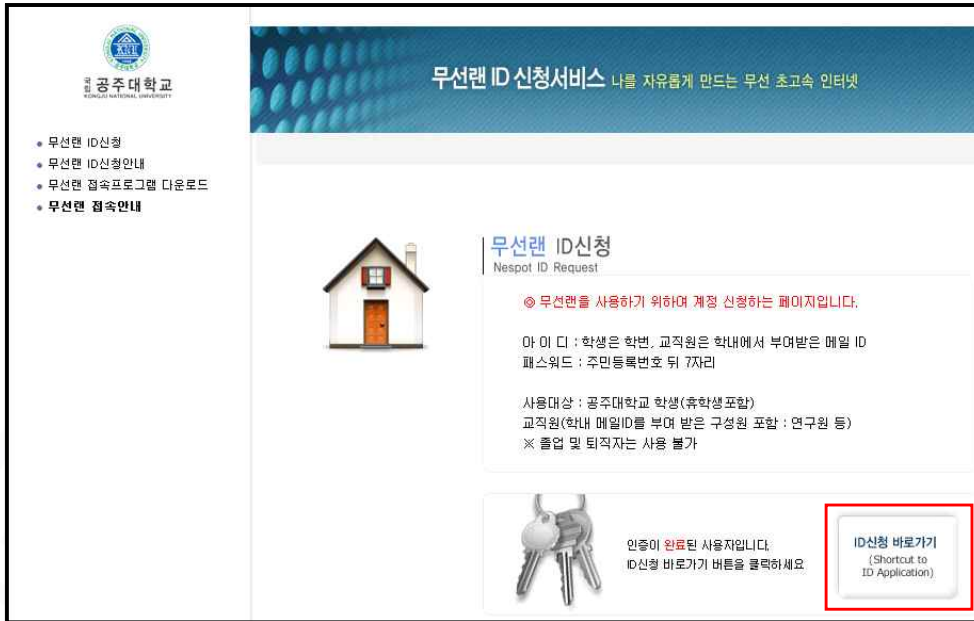 국립 공주대학교
KONGJU NATIONAL UNIVERSITY
무선랜 ID 신청서비스 나를 자유롭게 만드는 무선 초고속 인터넷
무선랜 ID신청
무선랜 ID신청안내
무선랜 접속프로그램 다운로드
무선랜 접속안내
무선랜 ID신청
Nespot ID Request
◎ 무선랜을 사용하기 위하여 계정 신청하는 페이지입니다.
아 이 디 : 학생은 학번, 교직원은 학내에서 부여받은 메일 ID
패스워드 : 주민등록번호 뒤 7자리
사용대상 : 공주대학교 학생(휴학생포함)
교직원(학내 메일ID를 부여 받은 구성원 포함 : 연구원 등)
※ 졸업 및 퇴직자는 사용 불가
인증이 완료된 사용자입니다.
ID신청 바로가기 버튼을 클릭하세요
ID신청 바로가기
(Shortcut to
ID Application)